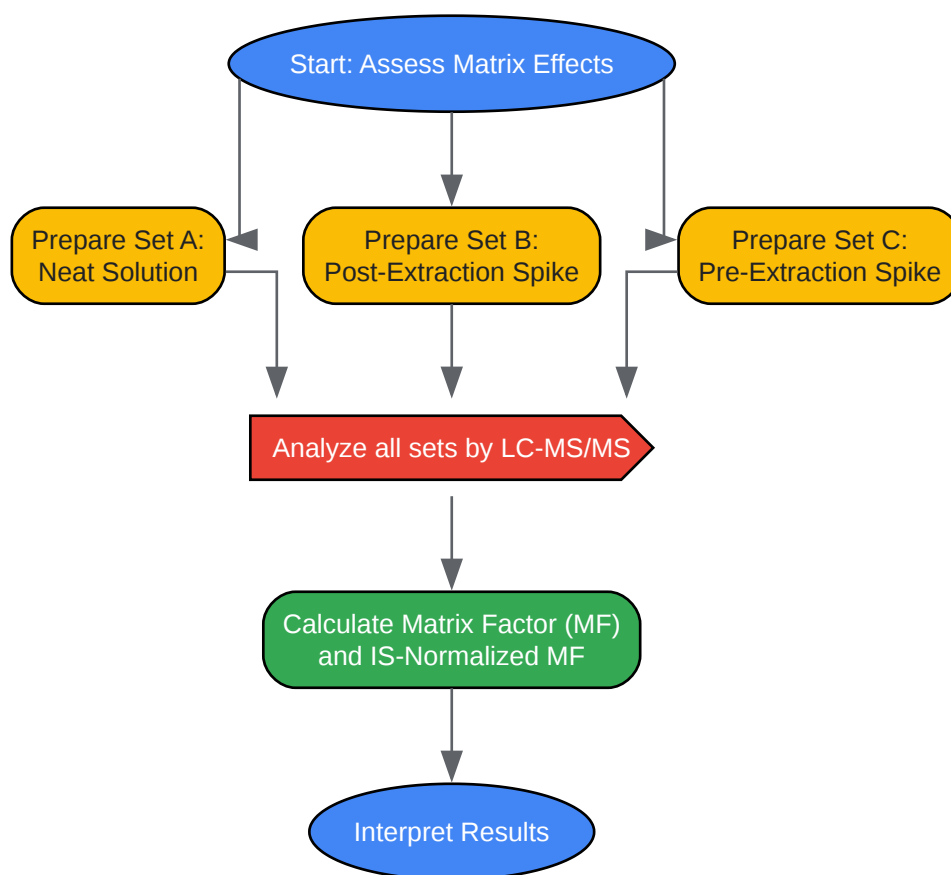 Start: Assess Matrix Effects
Prepare Set A:
Neat Solution
Prepare Set B:
Post-Extraction Spike
Prepare Set C:
Pre-Extraction Spike
Analyze all sets by LC-MS/MS
Calculate Matrix Factor (MF)
and IS-Normalized MF
Interpret Results